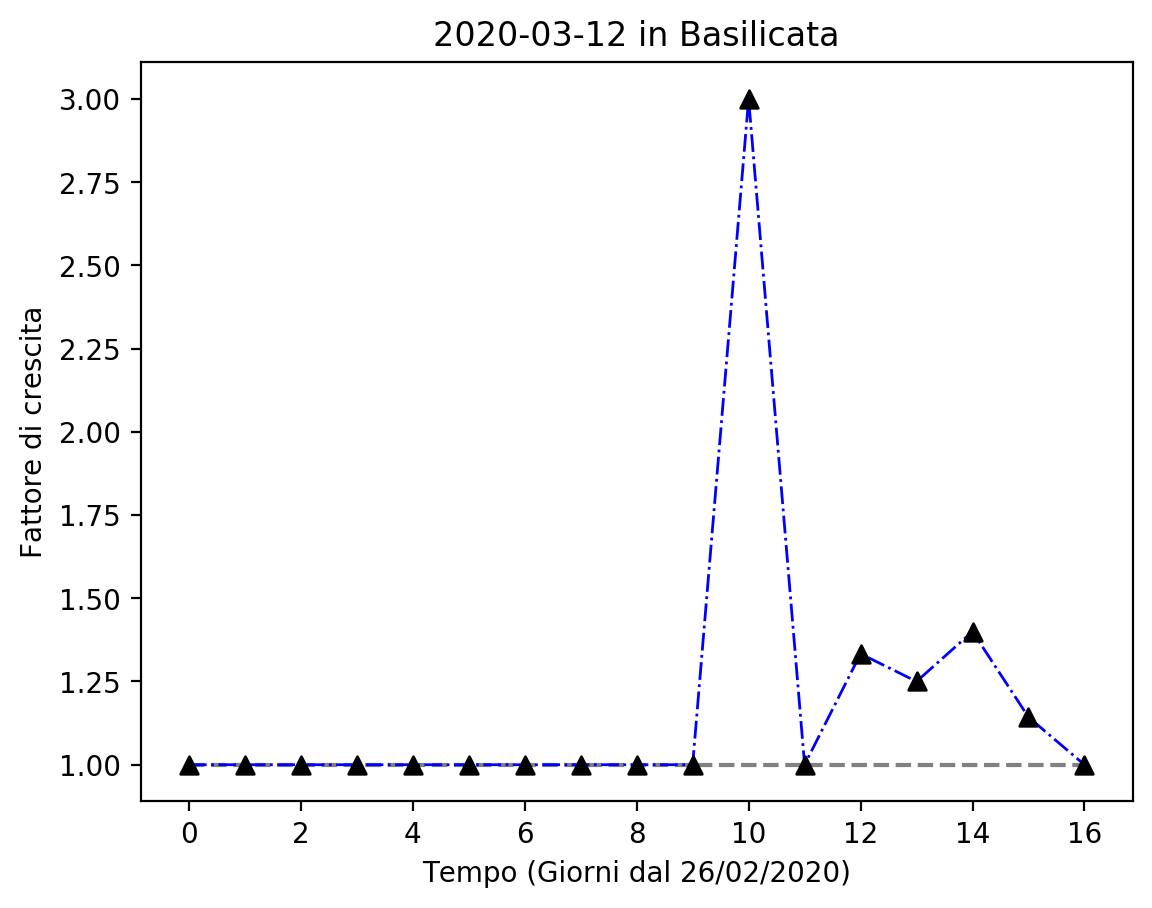 2020-03-12 in Basilicata
3.00
2.75
2.50
2.25
2.00
1.75
1.50
1.25
1.00
Fattore di crescita
0 2 4 6 8 10 12 14 16
Tempo (Giorni dal 26/02/2020)